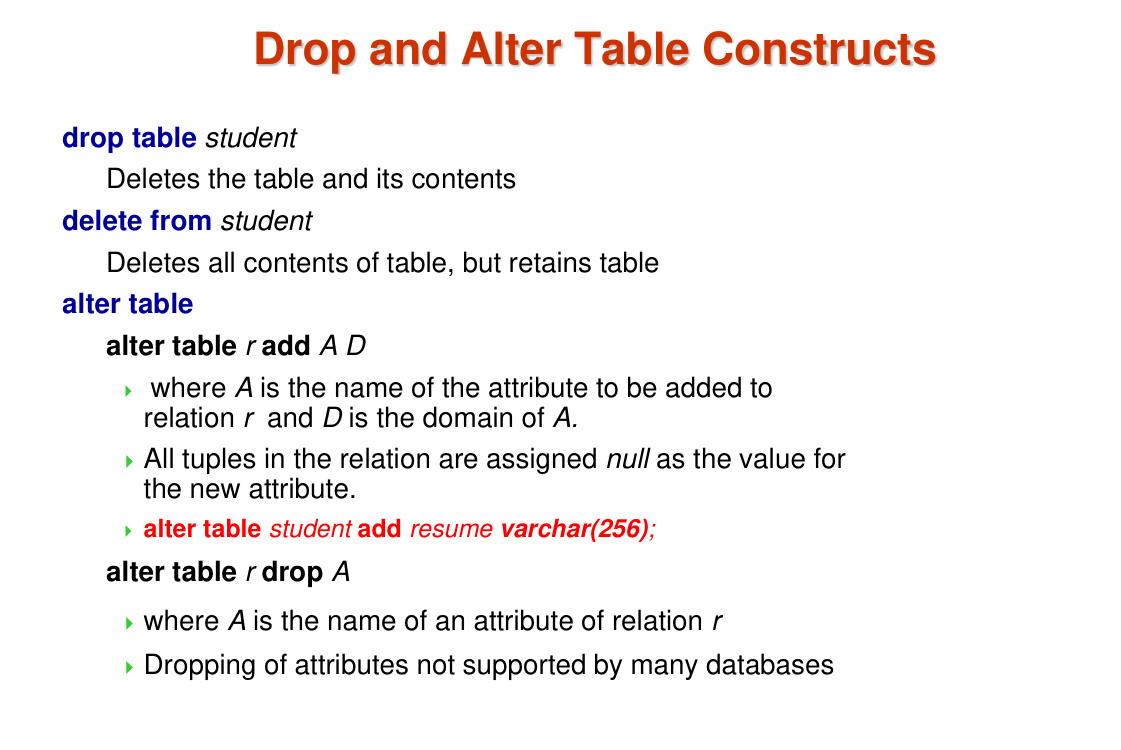 Drop and Alter Table Constructs
drop table student
Deletes the table and its contents
delete from student
Deletes all contents of table, but retains table
alter table
alter table r add A D
where A is the name of the attribute to be added to
relation r and D is the domain of A.
All tuples in the relation are assigned null as the value for
the new attribute.
alter table student add resume varchar(256);
alter table r drop A
where A is the name of an attribute of relation r
Dropping of attributes not supported by many databases